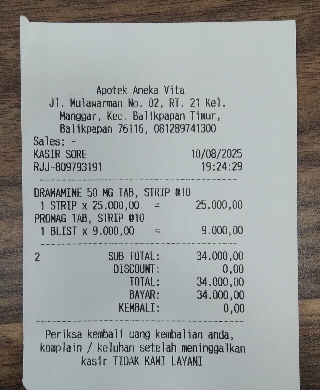 Apotek Aneka Vita
Jl. Mulawarman No. 02, RT. 21 Kel.
Manggar, Kec. Balikpapan Timur,
Balikpapan 76116, 081289741300
Sales: -
KASIR SORE 10/08/2025
RJJ-809793191 19:24:29
DRAMAMINE 50 MG TAB, STRIP @10
1 STRIP x 25.000,00 = 25.000,00
PROMAG TAB, STRIP @10
1 BLIST x 9.000,00 = 9.000,00
2 SUB TOTAL: 34.000,00
DISCOUNT: 0,00
TOTAL: 34.000,00
BAYAR: 34.000,00
KEMBALI: 0,00
Periksa kembali uang kembalian anda,
komplain / keluhan setelah meninggalkan
kasir TIDAK KAMI LAYANI